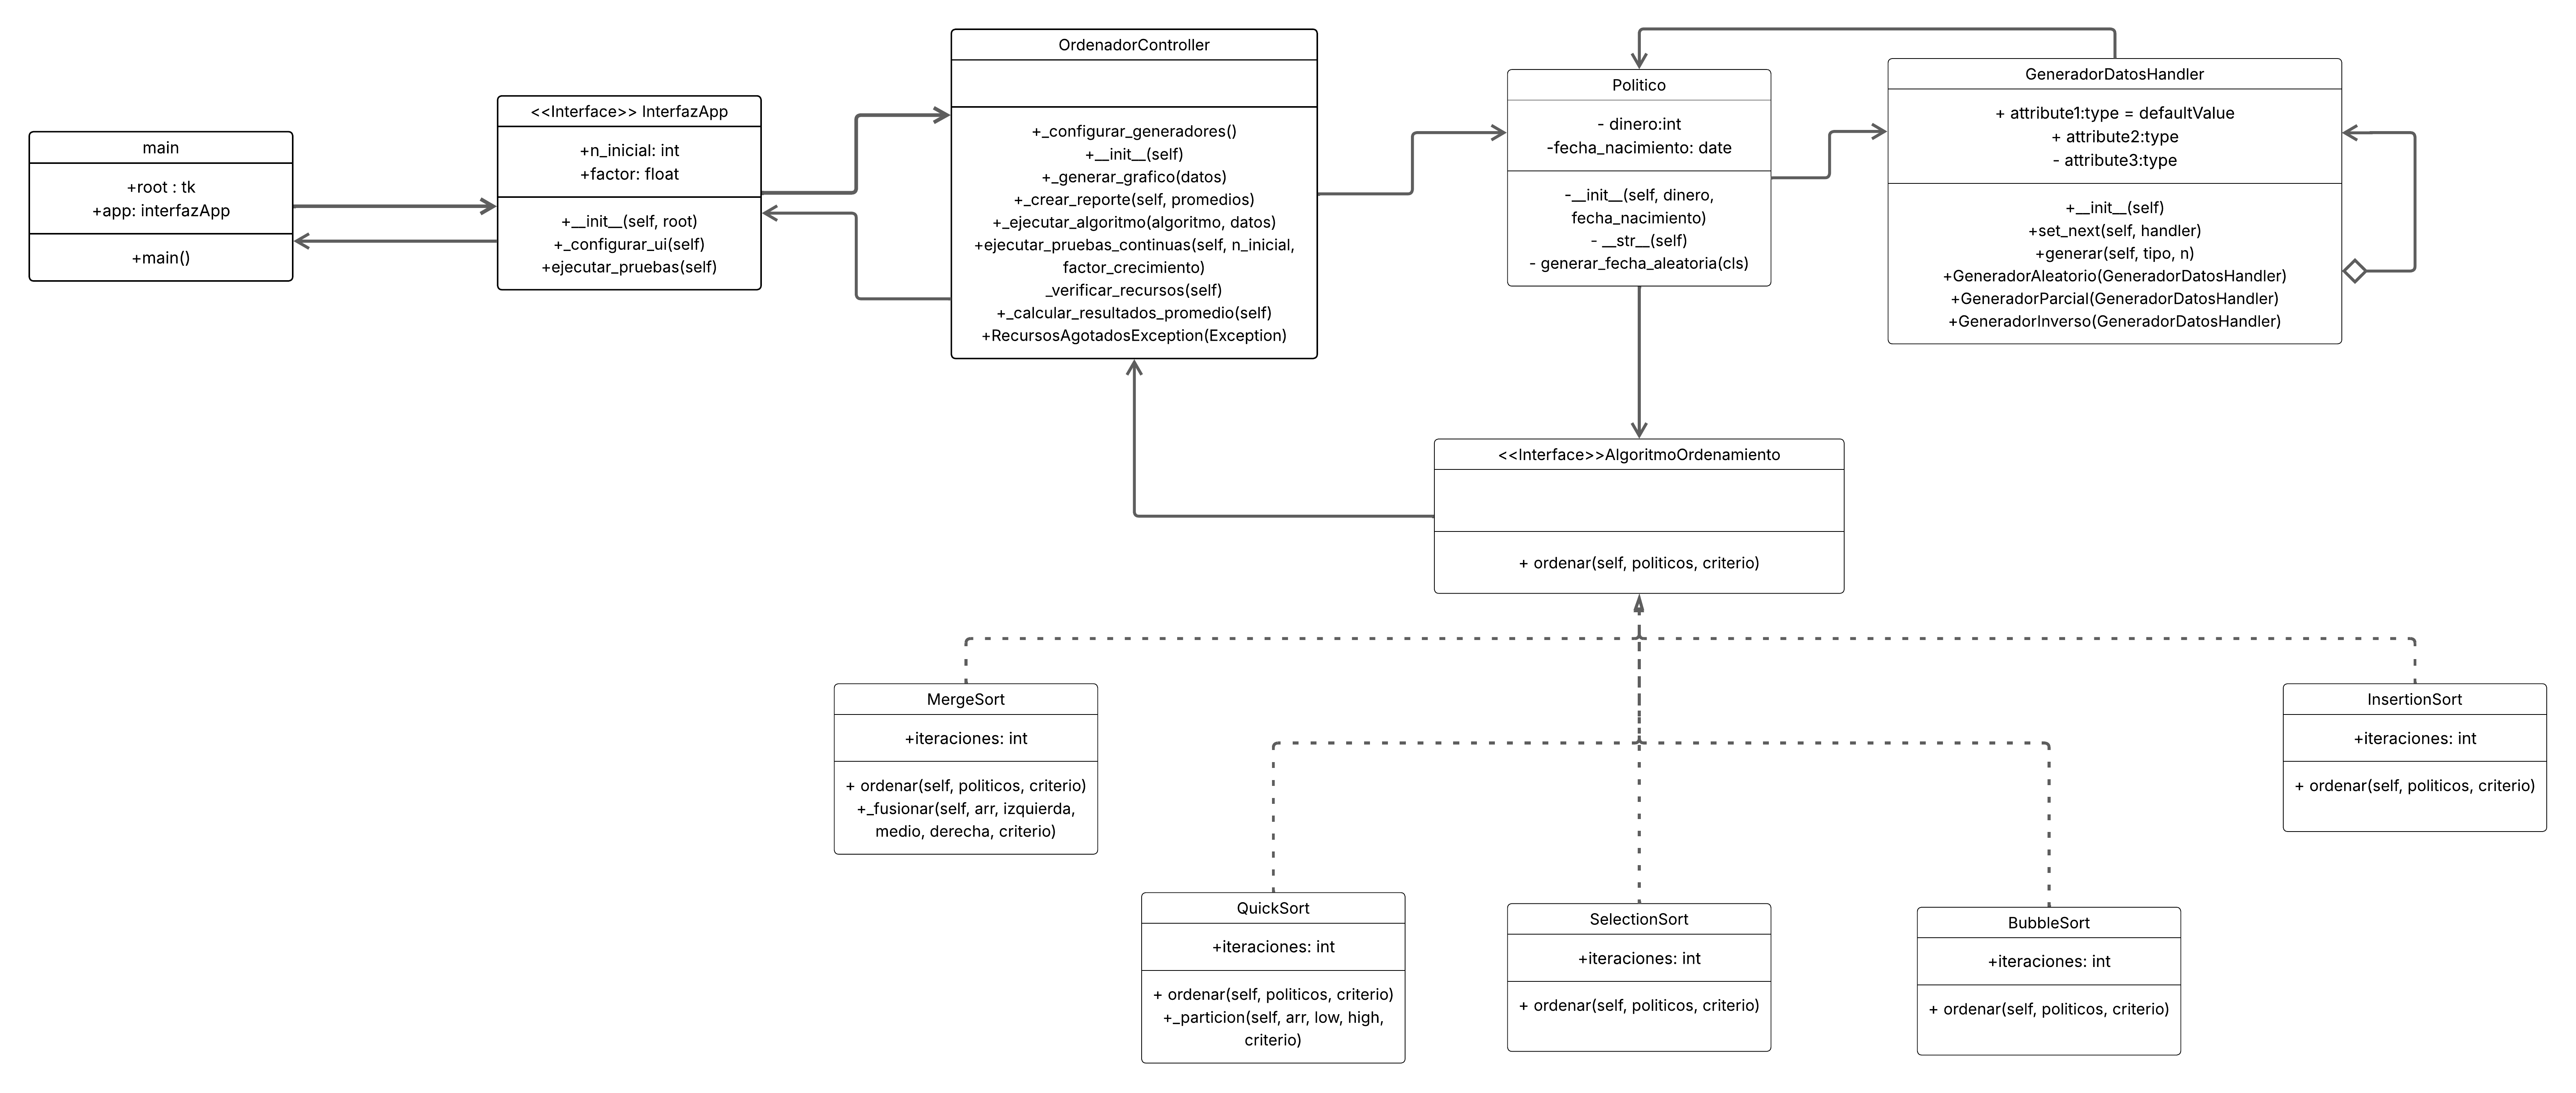 main
+root : tk
+app: interfazApp
+main()
<<Interface>> InterfazApp
+n_inicial: int
+factor: float
+__init__(self, root)
+_configurar_ui(self)
+ejecutar_pruebas(self)
OrdenadorController
+_configurar_generadores()
+__init__(self)
+_generar_grafico(datos)
+_crear_reporte(self, promedios)
+_ejecutar_algoritmo(algoritmo, datos)
+ejecutar_pruebas_continuas(self, n_inicial,
factor_crecimiento)
_verificar_recursos(self)
+_calcular_resultados_promedio(self)
+RecursosAgotadosException(Exception)
Politico
- dinero:int
-fecha_nacimiento: date
-__init__(self, dinero,
fecha_nacimiento)
- __str__(self)
- generar_fecha_aleatoria(cls)
GeneradorDatosHandler
+ attribute1:type = defaultValue
+ attribute2:type
- attribute3:type
+__init__(self)
+set_next(self, handler)
+generar(self, tipo, n)
+GeneradorAleatorio(GeneradorDatosHandler)
+GeneradorParcial(GeneradorDatosHandler)
+GeneradorInverso(GeneradorDatosHandler)
<<Interface>>AlgoritmoOrdenamiento
+ ordenar(self, politicos, criterio)
MergeSort
+iteraciones: int
+ ordenar(self, politicos, criterio)
+_fusionar(self, arr, izquierda,
medio, derecha, criterio)
QuickSort
+iteraciones: int
+ ordenar(self, politicos, criterio)
+_particion(self, arr, low, high,
criterio)
SelectionSort
+iteraciones: int
+ ordenar(self, politicos, criterio)
BubbleSort
+iteraciones: int
+ ordenar(self, politicos, criterio)
InsertionSort
+iteraciones: int
+ ordenar(self, politicos, criterio)